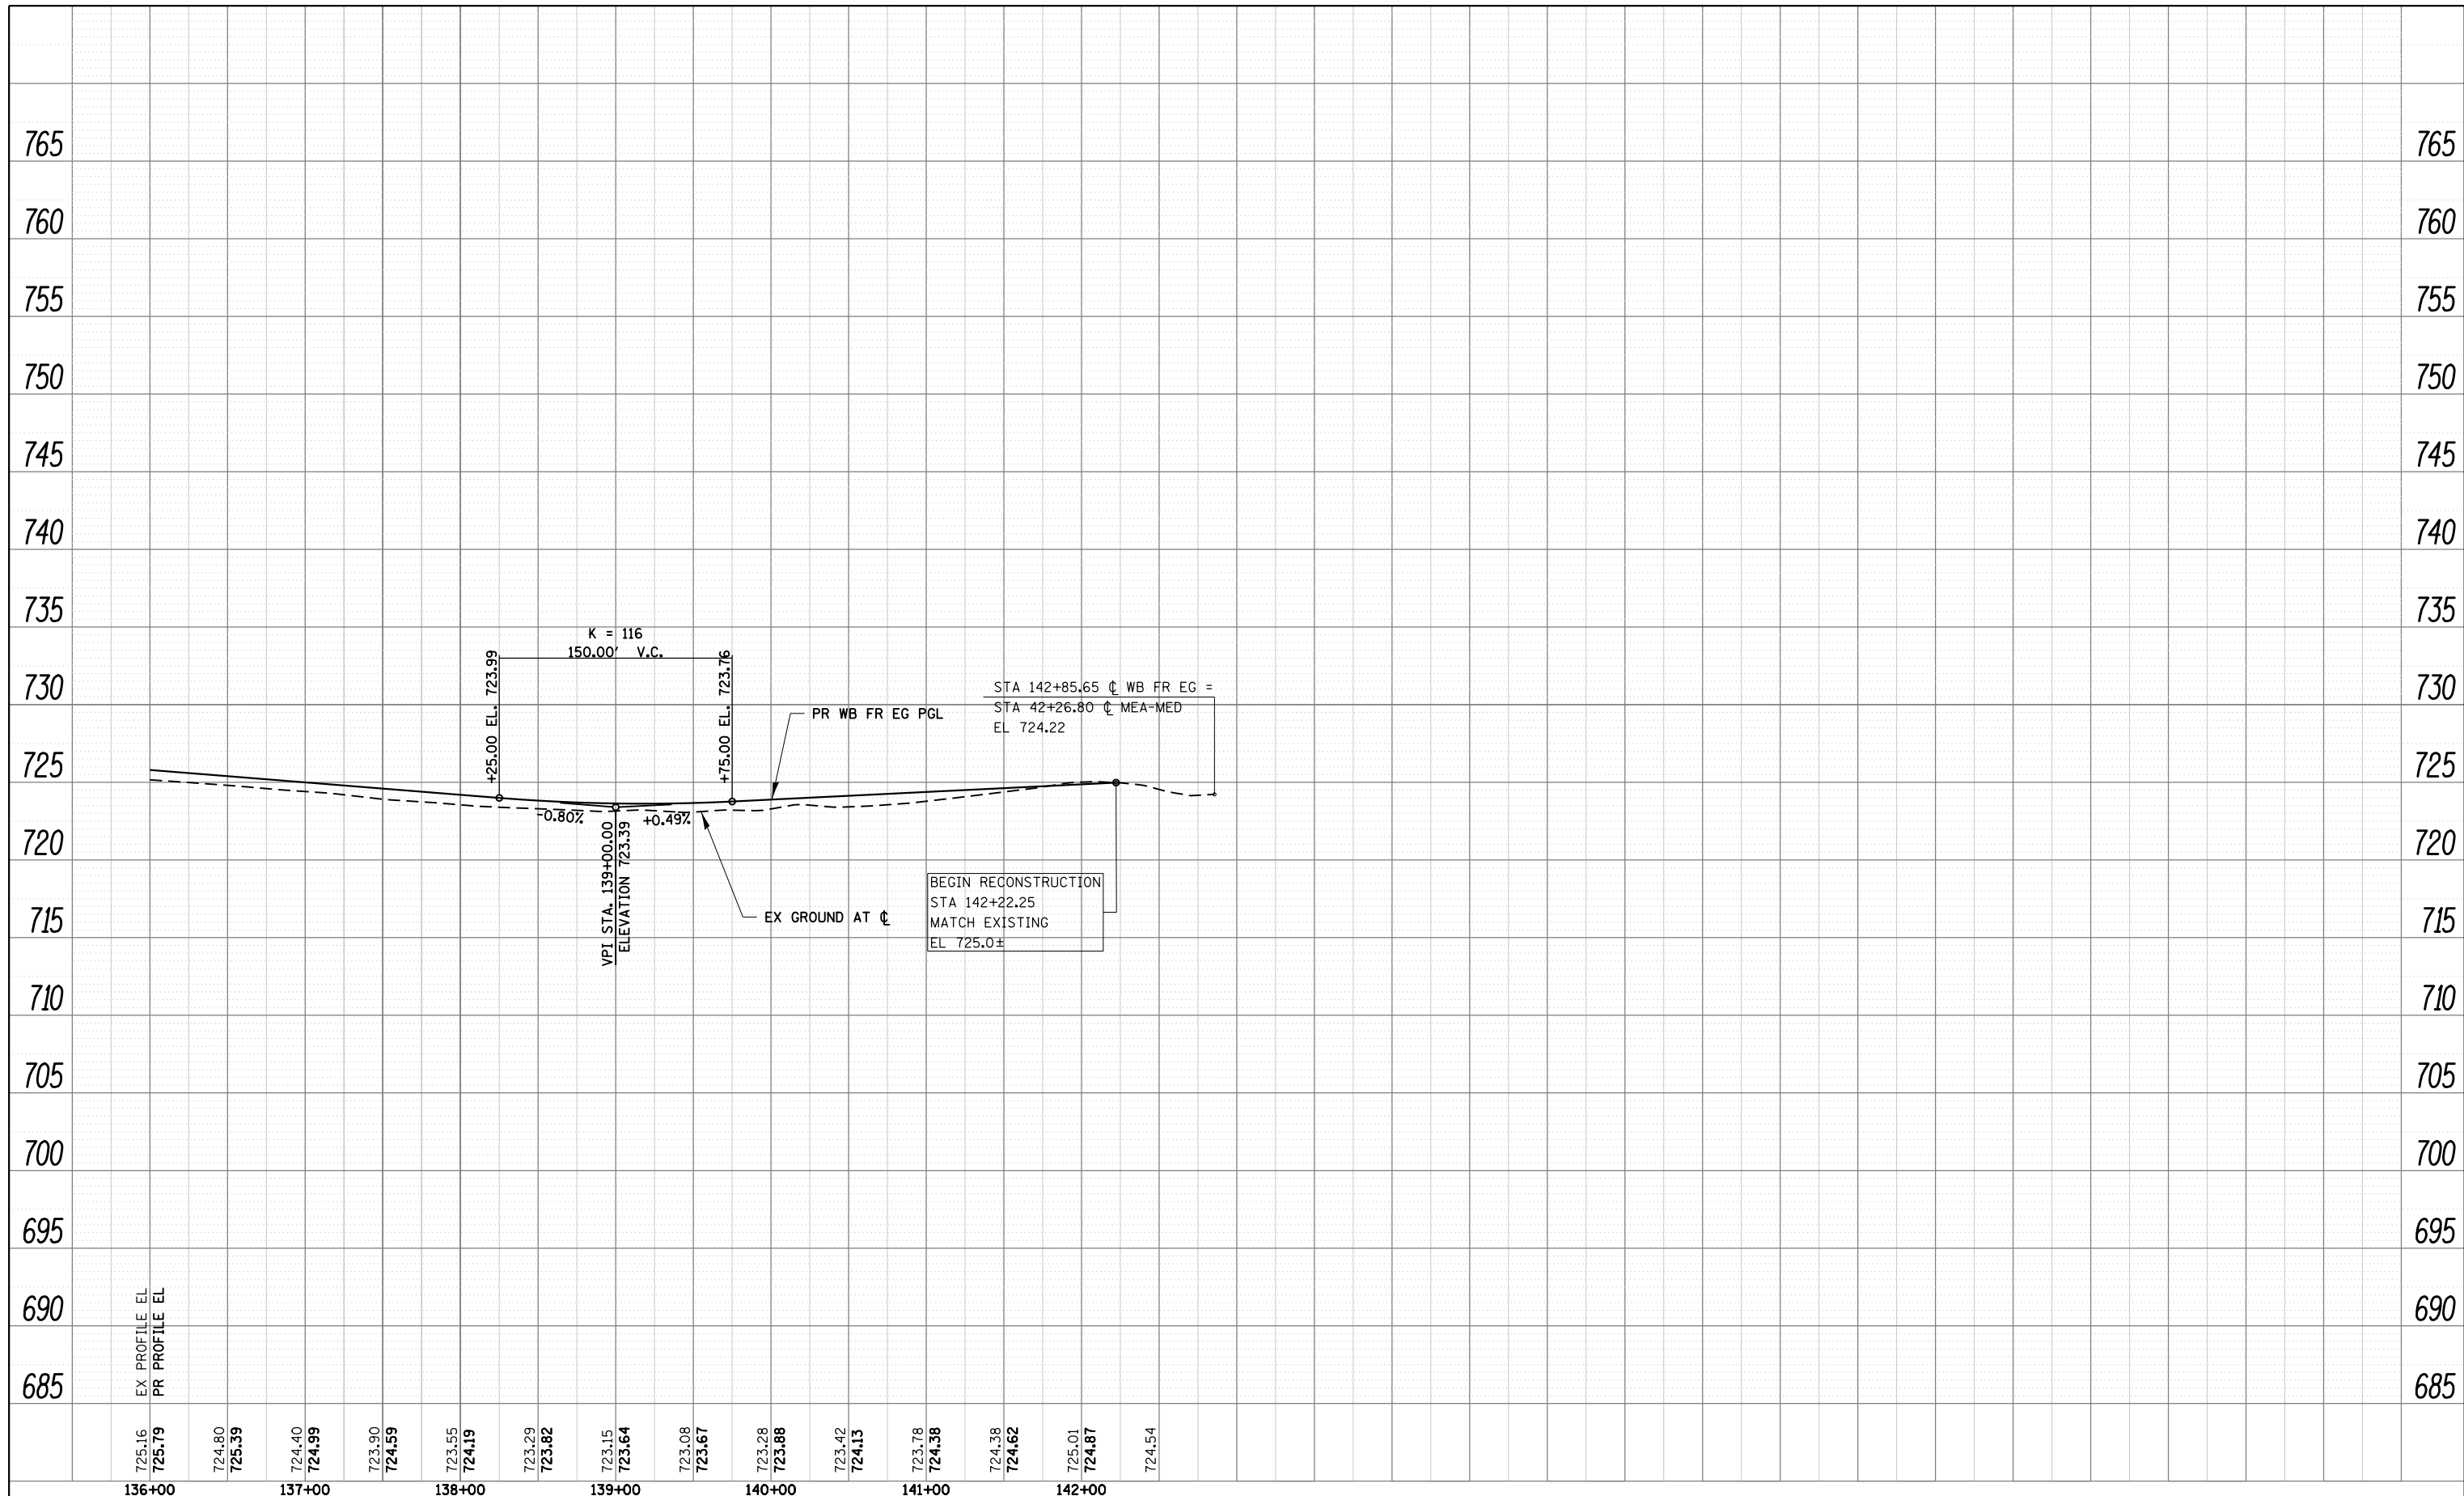 765 765
760 760
755 755
750 750
745 745
740 740
735 735
K = 116
150.00' V.C.
+25.00 EL. 723.99
+75.00 EL. 723.76
730 730
STA 142+85.65 ℄ WB FR EG =
STA 42+26.80 ℄ MEA-MED
EL 724.22
PR WB FR EG PGL
725 725
-0.80%
+0.49%
VPI STA. 139+00.00
ELEVATION 723.39
720 720
BEGIN RECONSTRUCTION
STA 142+22.25
MATCH EXISTING
EL 725.0±
EX GROUND AT ℄
715 715
710 710
705 705
700 700
695 695
690 690
685 685
EX PROFILE EL
PR PROFILE EL
725.16
725.79
724.80
725.39
724.40
724.99
723.90
724.59
723.55
724.19
723.29
723.82
723.15
723.64
723.08
723.67
723.28
723.88
723.42
724.13
723.78
724.38
724.38
724.62
725.01
724.87
724.54
136+00 137+00 138+00 139+00 140+00 141+00 142+00